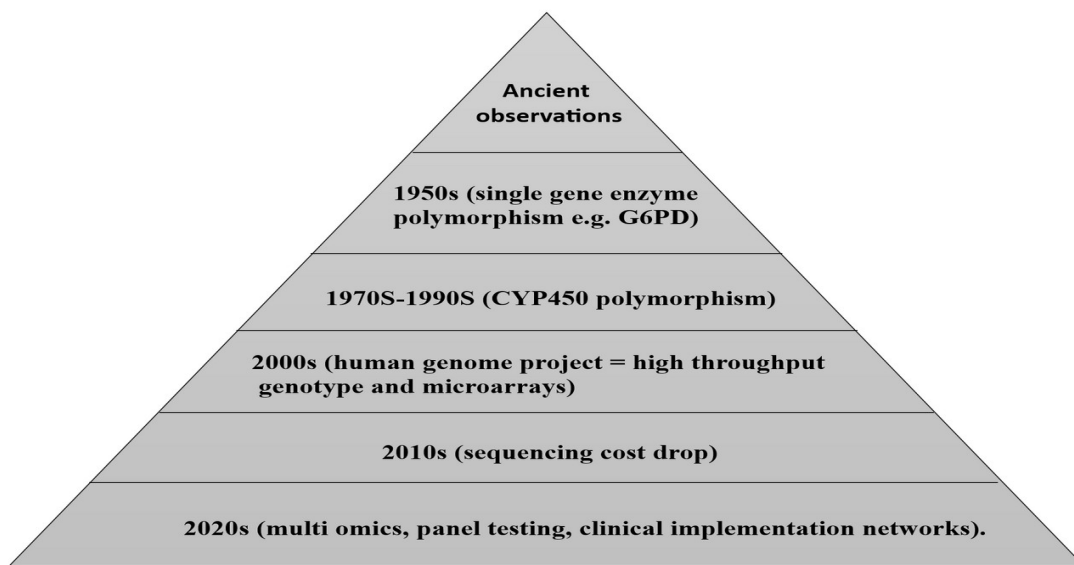 Ancient
observations
1950s (single gene enzyme
polymorphism e.g. G6PD)
1970S-1990S (CYP450 polymorphism)
2000s (human genome project = high throughput
genotype and microarrays)
2010s (sequencing cost drop)
2020s (multi omics, panel testing, clinical implementation networks).